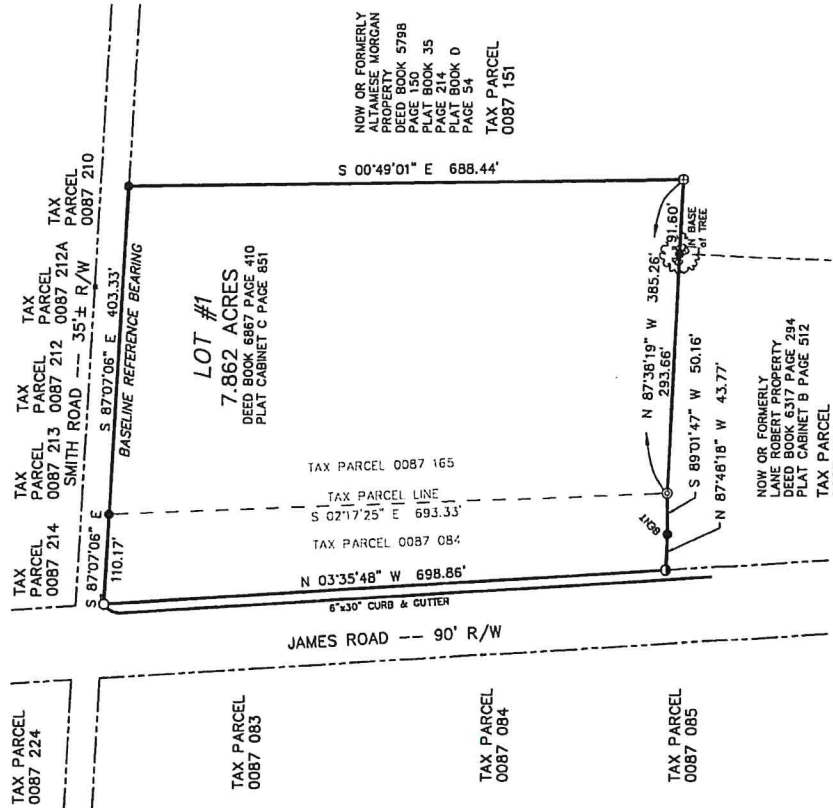 TAX
PARCEL
0087 214
TAX
PARCEL
0087 213
TAX
PARCEL
0087 212
TAX
PARCEL
0087 212A
TAX
PARCEL
0087 210
SMITH ROAD -- 35'± R/W
S 87°07'06" E
110.17'
S 87°07'06" E 403.33'
BASELINE REFERENCE BEARING
NOW OR FORMERLY
ALTAMESE MORGAN
PROPERTY
DEED BOOK 5798
PAGE 150
PLAT BOOK 35
PAGE 214
PLAT BOOK D
PAGE 54
TAX PARCEL
0087 151
S 00°49'01" E 688.44'
LOT #1
7.862 ACRES
DEED BOOK 6867 PAGE 410
PLAT CABINET C PAGE 851
TAX PARCEL 0087 165
TAX PARCEL LINE
S 02°17'25" E 693.33'
TAX PARCEL 0087 084
N 03°35'48" W 698.86'
6"x30" CURB & GUTTER
JAMES ROAD -- 90' R/W
N 87°38'19" W 385.26'
293.66'
91.60'
IN BASE
of TREE
BENT
S 89°01'47" W 50.16'
N 87°48'18" W 43.77'
NOW OR FORMERLY
LANE ROBERT PROPERTY
DEED BOOK 6317 PAGE 294
PLAT CABINET B PAGE 512
TAX PARCEL
TAX PARCEL
0087 224
TAX PARCEL
0087 083
TAX PARCEL
0087 084
TAX PARCEL
0087 085